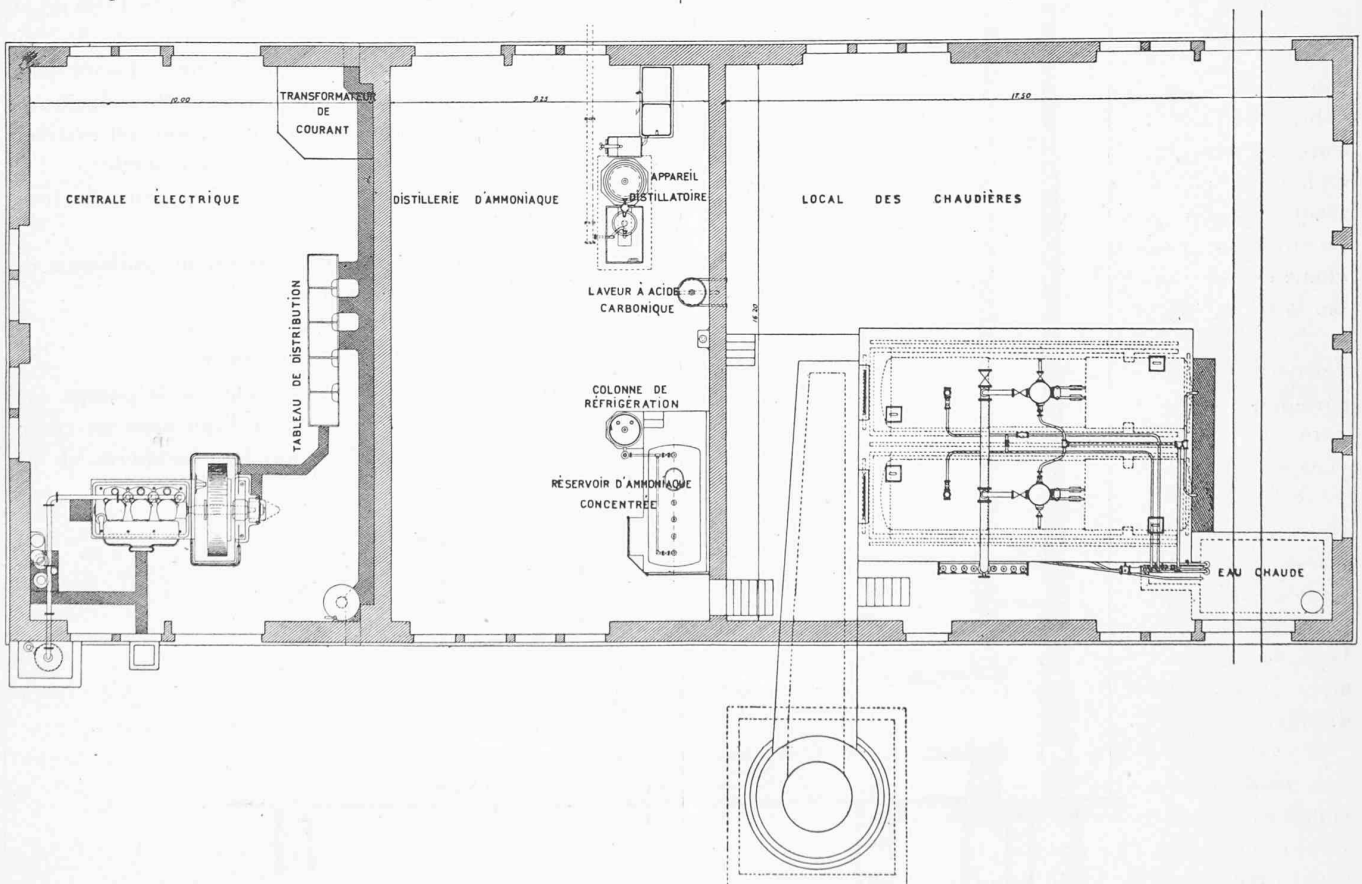 10.00
TRANSFORMATEUR
DE
COURANT
9.25
17.50
CENTRALE ÉLECTRIQUE
DISTILLERIE D'AMMONIAQUE
APPAREIL
DISTILLATOIRE
LOCAL DES CHAUDIÈRES
TABLEAU DE DISTRIBUTION
LAVEUR À ACIDE
CARBONIQUE
16.20
COLONNE DE
RÉFRIGÉRATION
RÉSERVOIR D'AMMONIAQUE
CONCENTRÉE
EAU CHAUDE